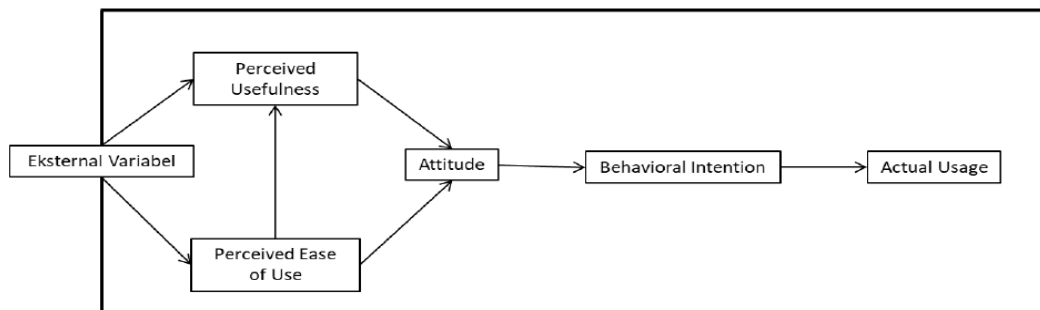 Perceived
Usefulness
Eksternal Variabel
Attitude
Behavioral Intention
Actual Usage
Perceived Ease
of Use